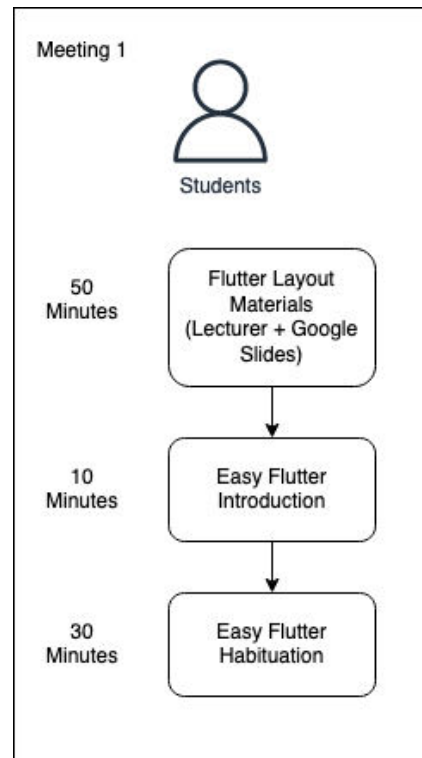 Meeting 1
Students
50
Minutes
Flutter Layout
Materials
(Lecturer + Google
Slides)
10
Minutes
Easy Flutter
Introduction
30
Minutes
Easy Flutter
Habituation